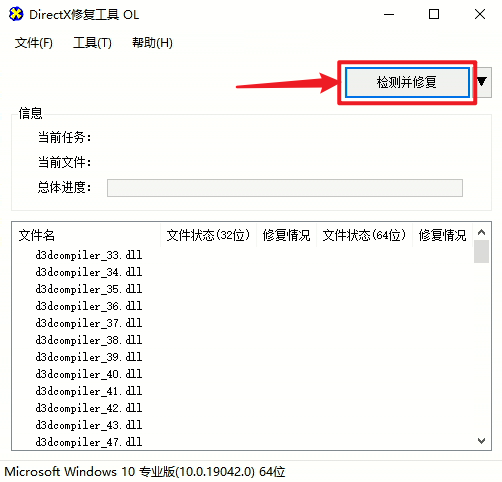 DirectX修复工具 OL
文件(F) 工具(T) 帮助(H)
检测并修复
信息
当前任务：
当前文件：
总体进度：
文件名 文件状态(32位) 修复情况 文件状态(64位) 修复情况
d3dcompiler_33.dll
d3dcompiler_34.dll
d3dcompiler_35.dll
d3dcompiler_36.dll
d3dcompiler_37.dll
d3dcompiler_38.dll
d3dcompiler_39.dll
d3dcompiler_40.dll
d3dcompiler_41.dll
d3dcompiler_42.dll
d3dcompiler_43.dll
d3dcompiler_47.dll
Microsoft Windows 10 专业版(10.0.19042.0) 64位